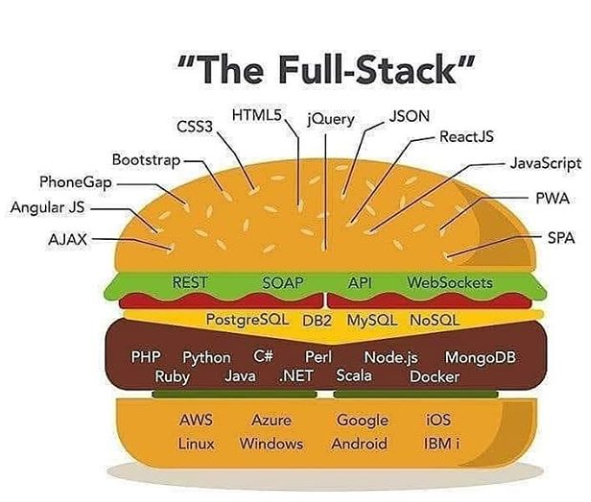 "The Full-Stack"
HTML5 jQuery JSON
CSS3 ReactJS
Bootstrap JavaScript
PhoneGap PWA
Angular JS
AJAX SPA
REST SOAP API WebSockets
PostgreSQL DB2 MySQL NoSQL
PHP Python C# Perl Node.js MongoDB
Ruby Java .NET Scala Docker
AWS Azure Google iOS
Linux Windows Android IBM i